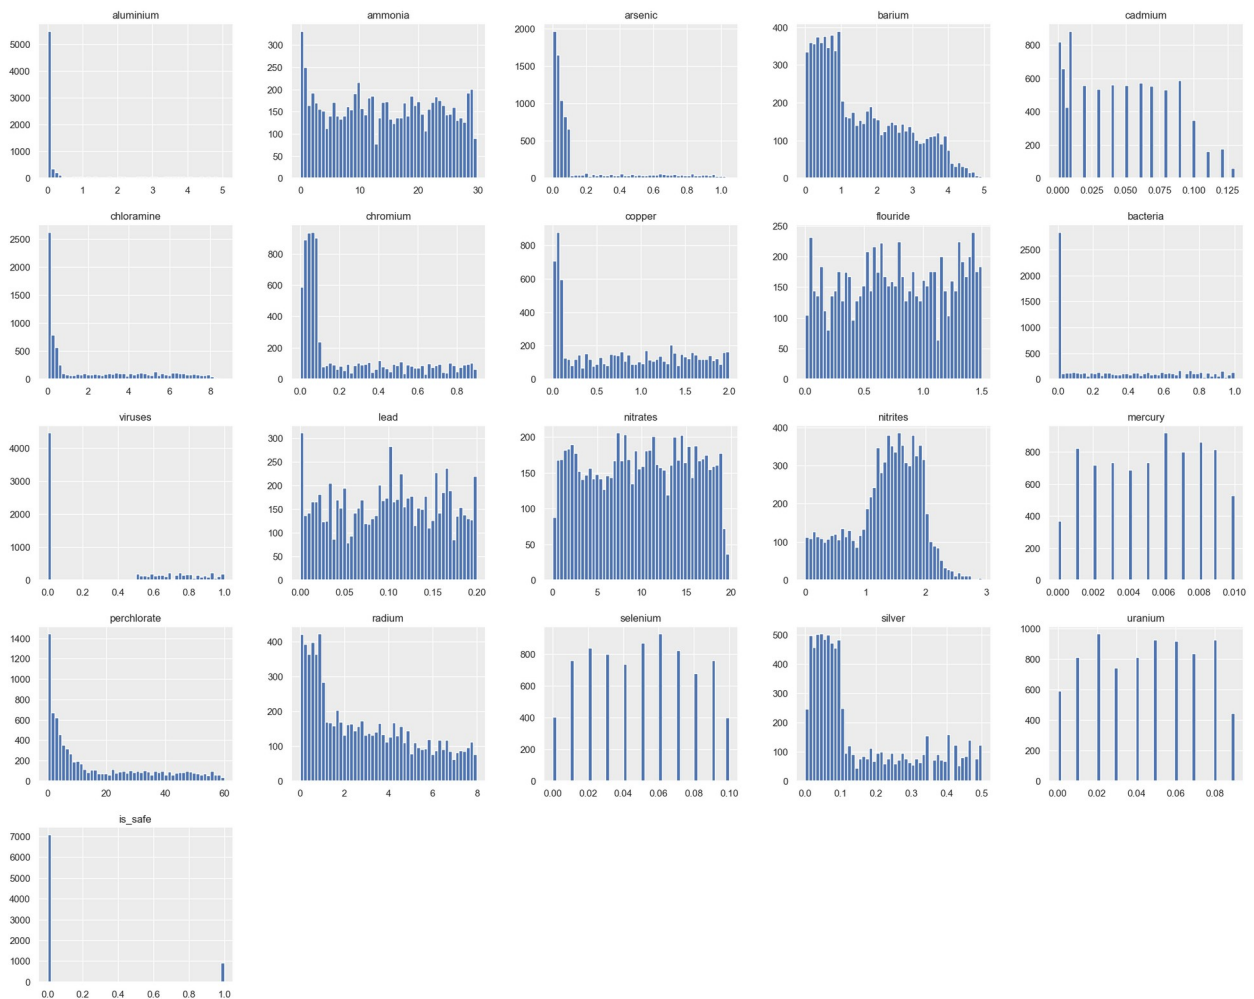 aluminium
5000
4000
3000
2000
1000
0
0 1 2 3 4 5
ammonia
300
250
200
150
100
50
0
0 10 20 30
arsenic
2000
1500
1000
500
0
0.0 0.2 0.4 0.6 0.8 1.0
barium
400
300
200
100
0
0 1 2 3 4 5
cadmium
800
600
400
200
0
0.000 0.025 0.050 0.075 0.100 0.125
chloramine
2500
2000
1500
1000
500
0
0 2 4 6 8
chromium
800
600
400
200
0
0.0 0.2 0.4 0.6 0.8
copper
800
600
400
200
0
0.0 0.5 1.0 1.5 2.0
flouride
250
200
150
100
50
0
0.0 0.5 1.0 1.5
bacteria
2500
2000
1500
1000
500
0
0.0 0.2 0.4 0.6 0.8 1.0
viruses
4000
3000
2000
1000
0
0.0 0.2 0.4 0.6 0.8 1.0
lead
300
250
200
150
100
50
0
0.00 0.05 0.10 0.15 0.20
nitrates
200
150
100
50
0
0 5 10 15 20
nitrites
400
300
200
100
0
0 1 2 3
mercury
800
600
400
200
0
0.000 0.002 0.004 0.006 0.008 0.010
perchlorate
1400
1200
1000
800
600
400
200
0
0 20 40 60
radium
400
300
200
100
0
0 2 4 6 8
selenium
800
600
400
200
0
0.00 0.02 0.04 0.06 0.08 0.10
silver
500
400
300
200
100
0
0.0 0.1 0.2 0.3 0.4 0.5
uranium
1000
800
600
400
200
0
0.00 0.02 0.04 0.06 0.08
is_safe
7000
6000
5000
4000
3000
2000
1000
0
0.0 0.2 0.4 0.6 0.8 1.0